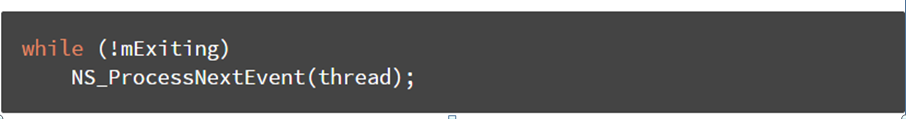 while (!mExiting)
    NS_ProcessNextEvent(thread);